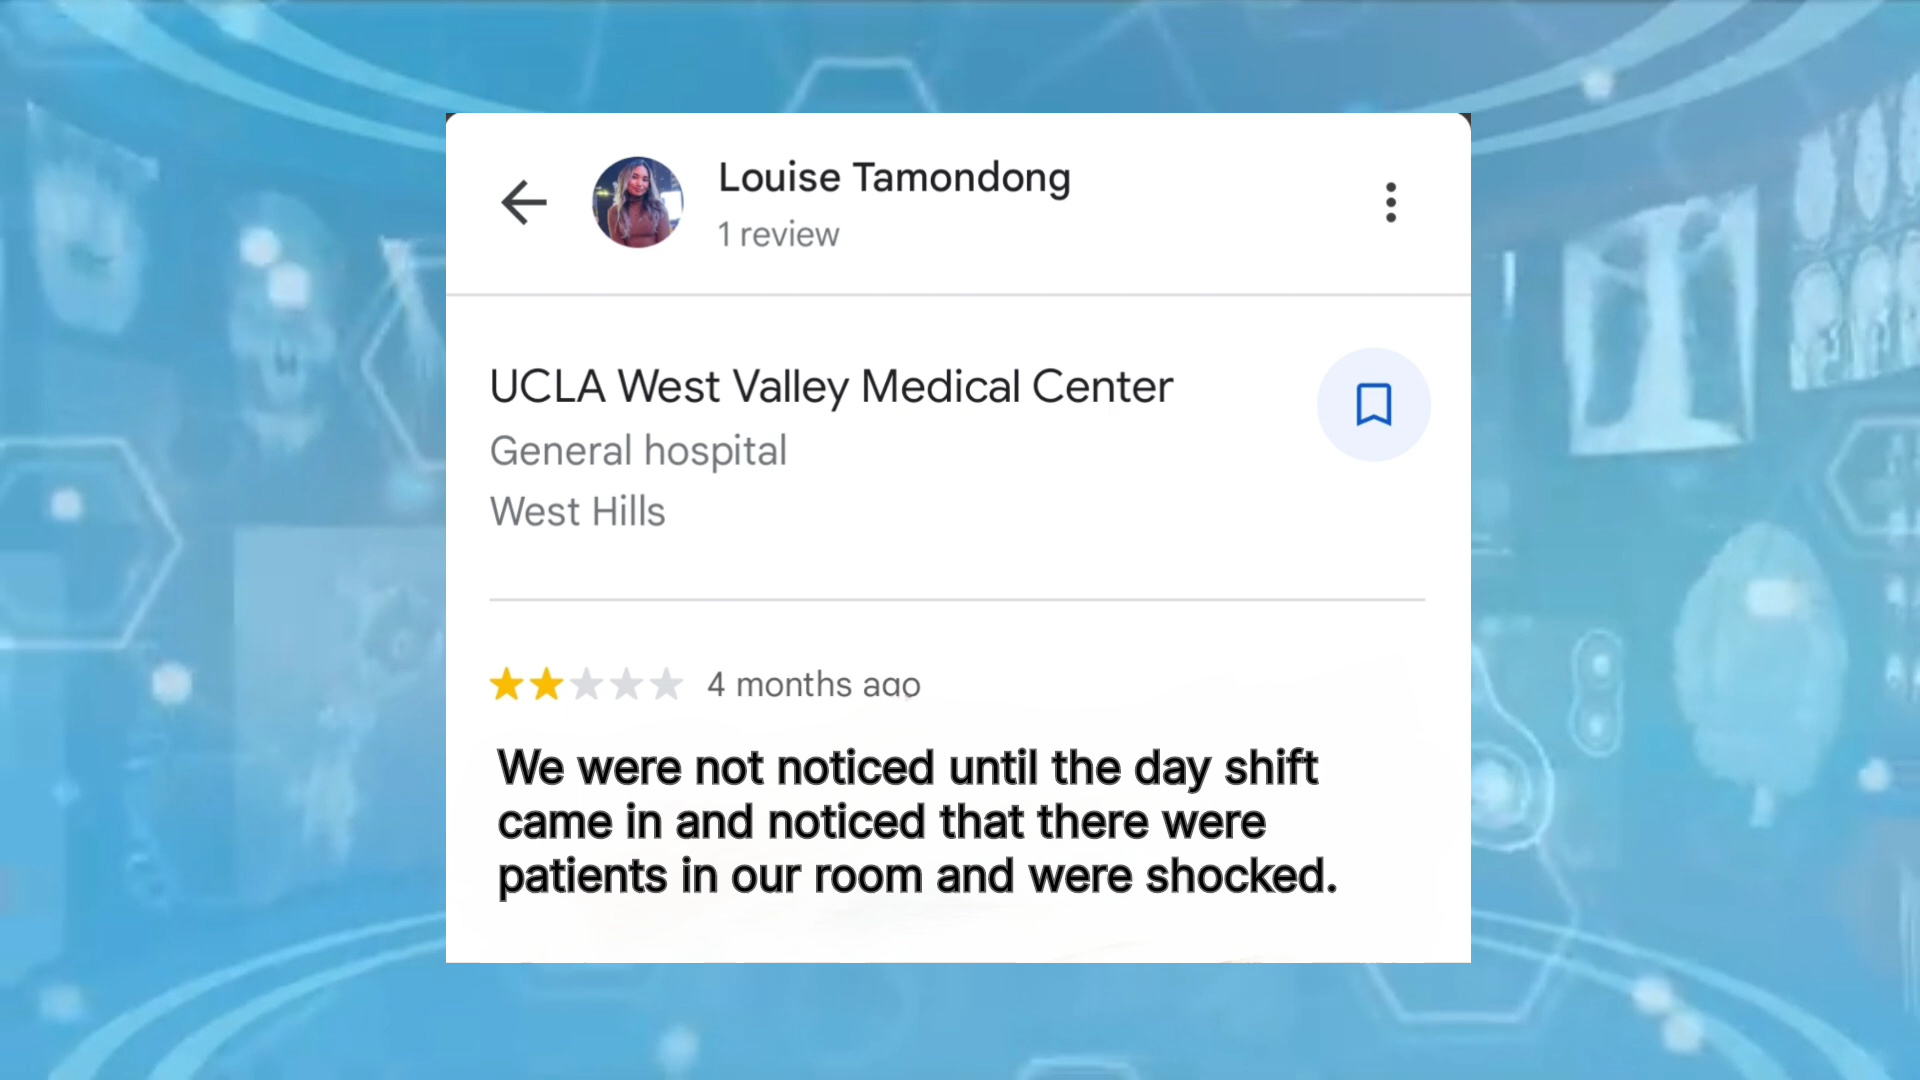 Louise Tamondong
1 review
UCLA West Valley Medical Center
General hospital
West Hills
4 months ago
We were not noticed until the day shift
came in and noticed that there were
patients in our room and were shocked.